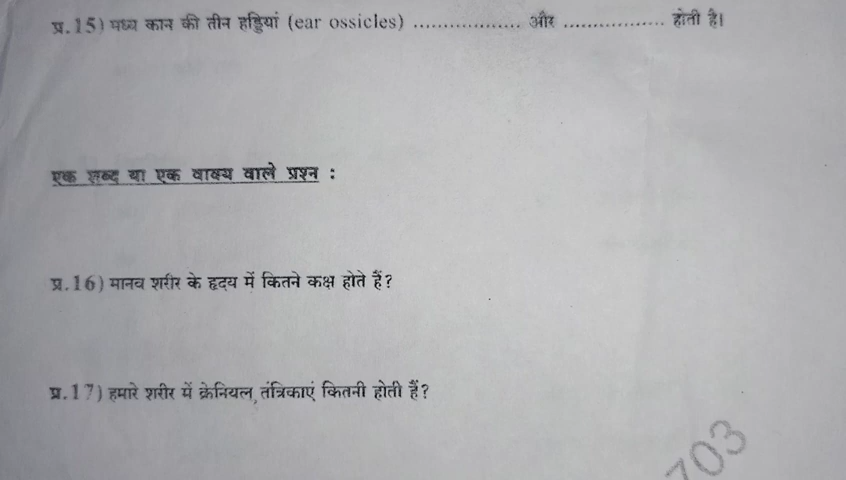 प्र.15) मध्य कान की तीन हड्डियां (ear ossicles) ................... और ................. होती है।
एक शब्द या एक वाक्य वाले प्रश्न :
प्र.16) मानव शरीर के हृदय में कितने कक्ष होते हैं?
प्र.17) हमारे शरीर में क्रेनियल तंत्रिकाएं कितनी होती हैं?
703